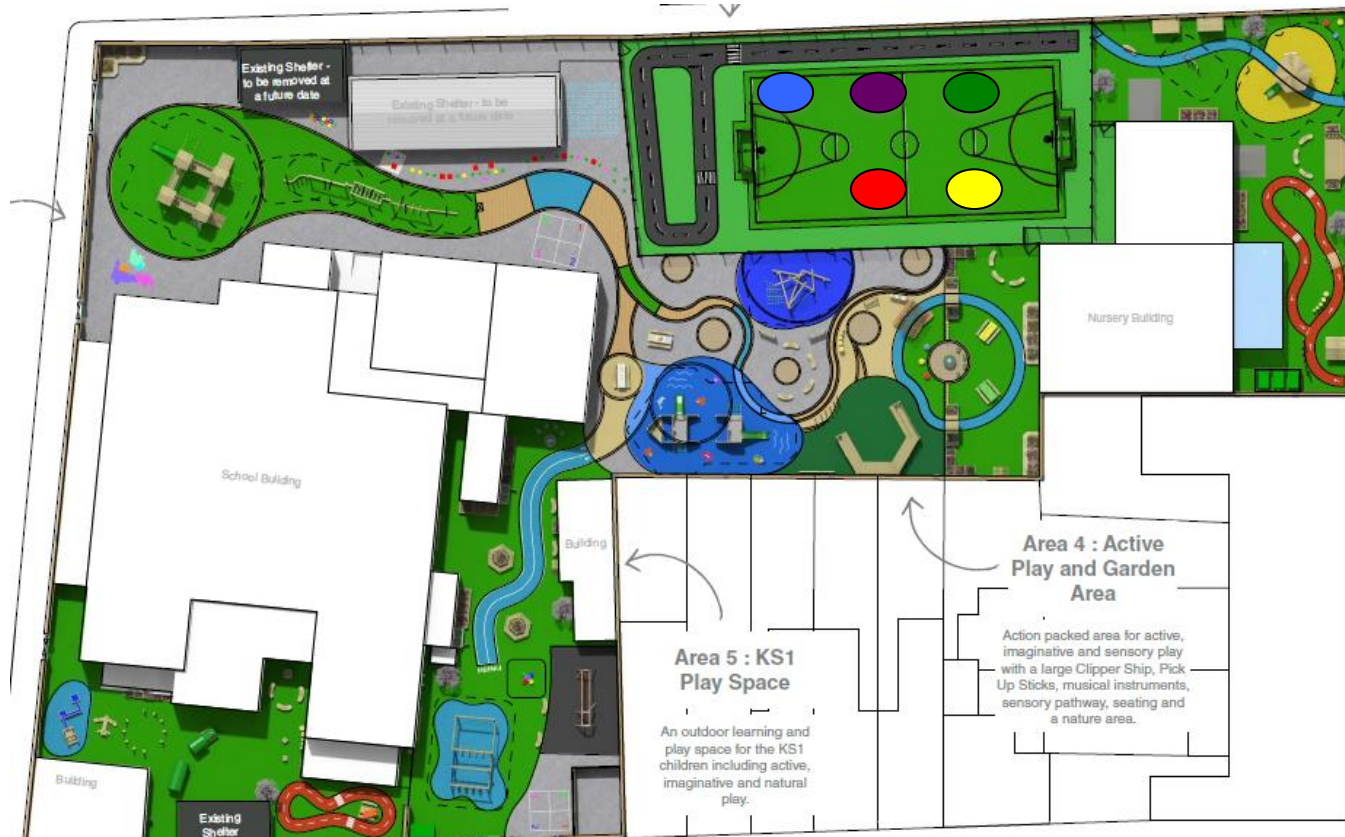 Existing Shelter -
to be removed at
a future date
Existing Shelter - to be
removed at a future date
Nursery Building
School Building
Building
Area 4 : Active
Play and Garden
Area
Action packed area for active,
imaginative and sensory play
with a large Clipper Ship, Pick
Up Sticks, musical instruments,
sensory pathway, seating and
a nature area.
Area 5 : KS1
Play Space
An outdoor learning and
play space for the KS1
children including active,
imaginative and natural
play.
Building
Existing
Shelter